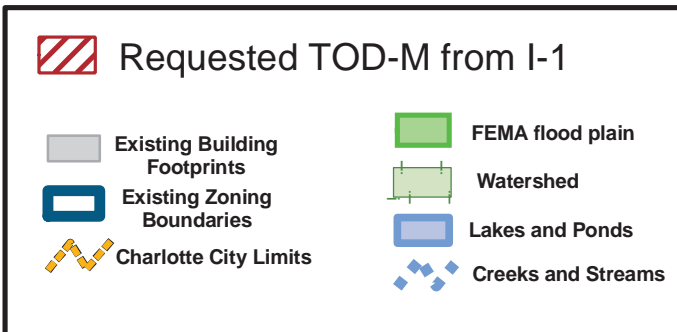 Requested TOD-M from I-1
Existing Building
Footprints
Existing Zoning
Boundaries
Charlotte City Limits
FEMA flood plain
Watershed
Lakes and Ponds
Creeks and Streams